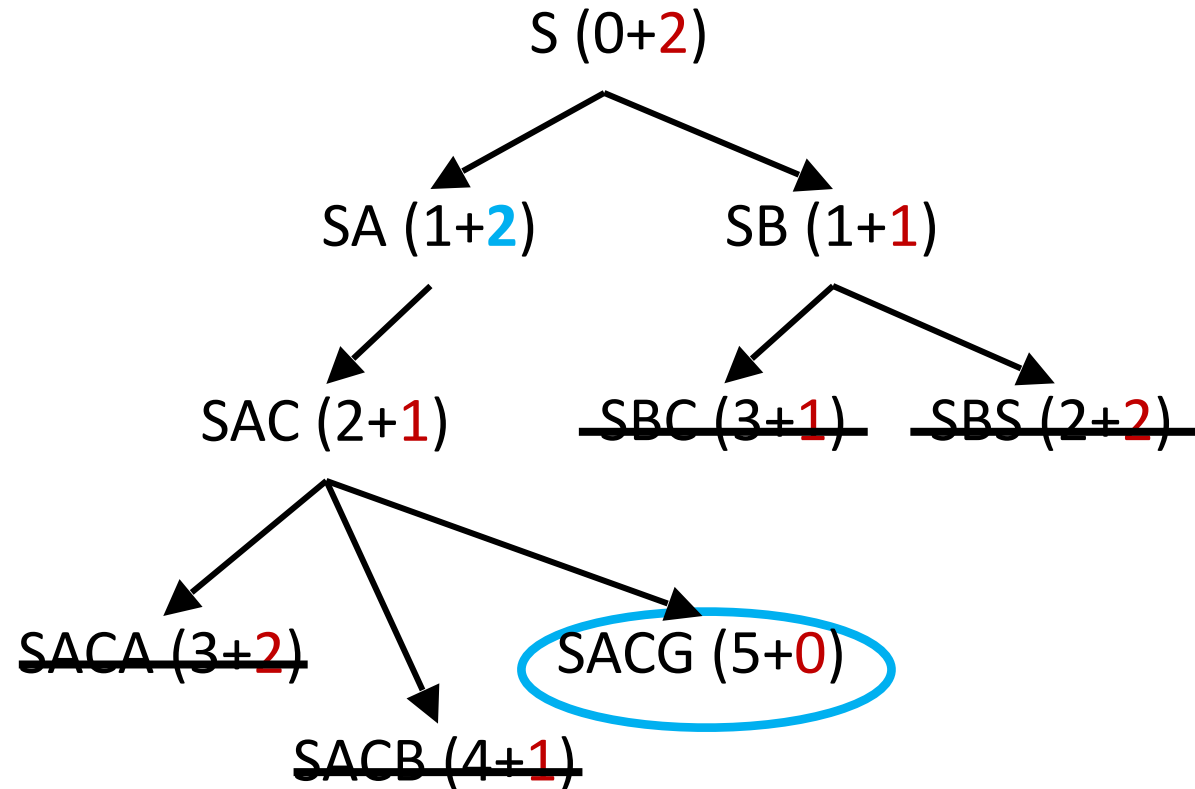 S (0+2)
SA (1+2)
SB (1+1)
SAC (2+1)
SBC (3+1)
SBS (2+2)
SACA (3+2)
SACG (5+0)
SACB (4+1)